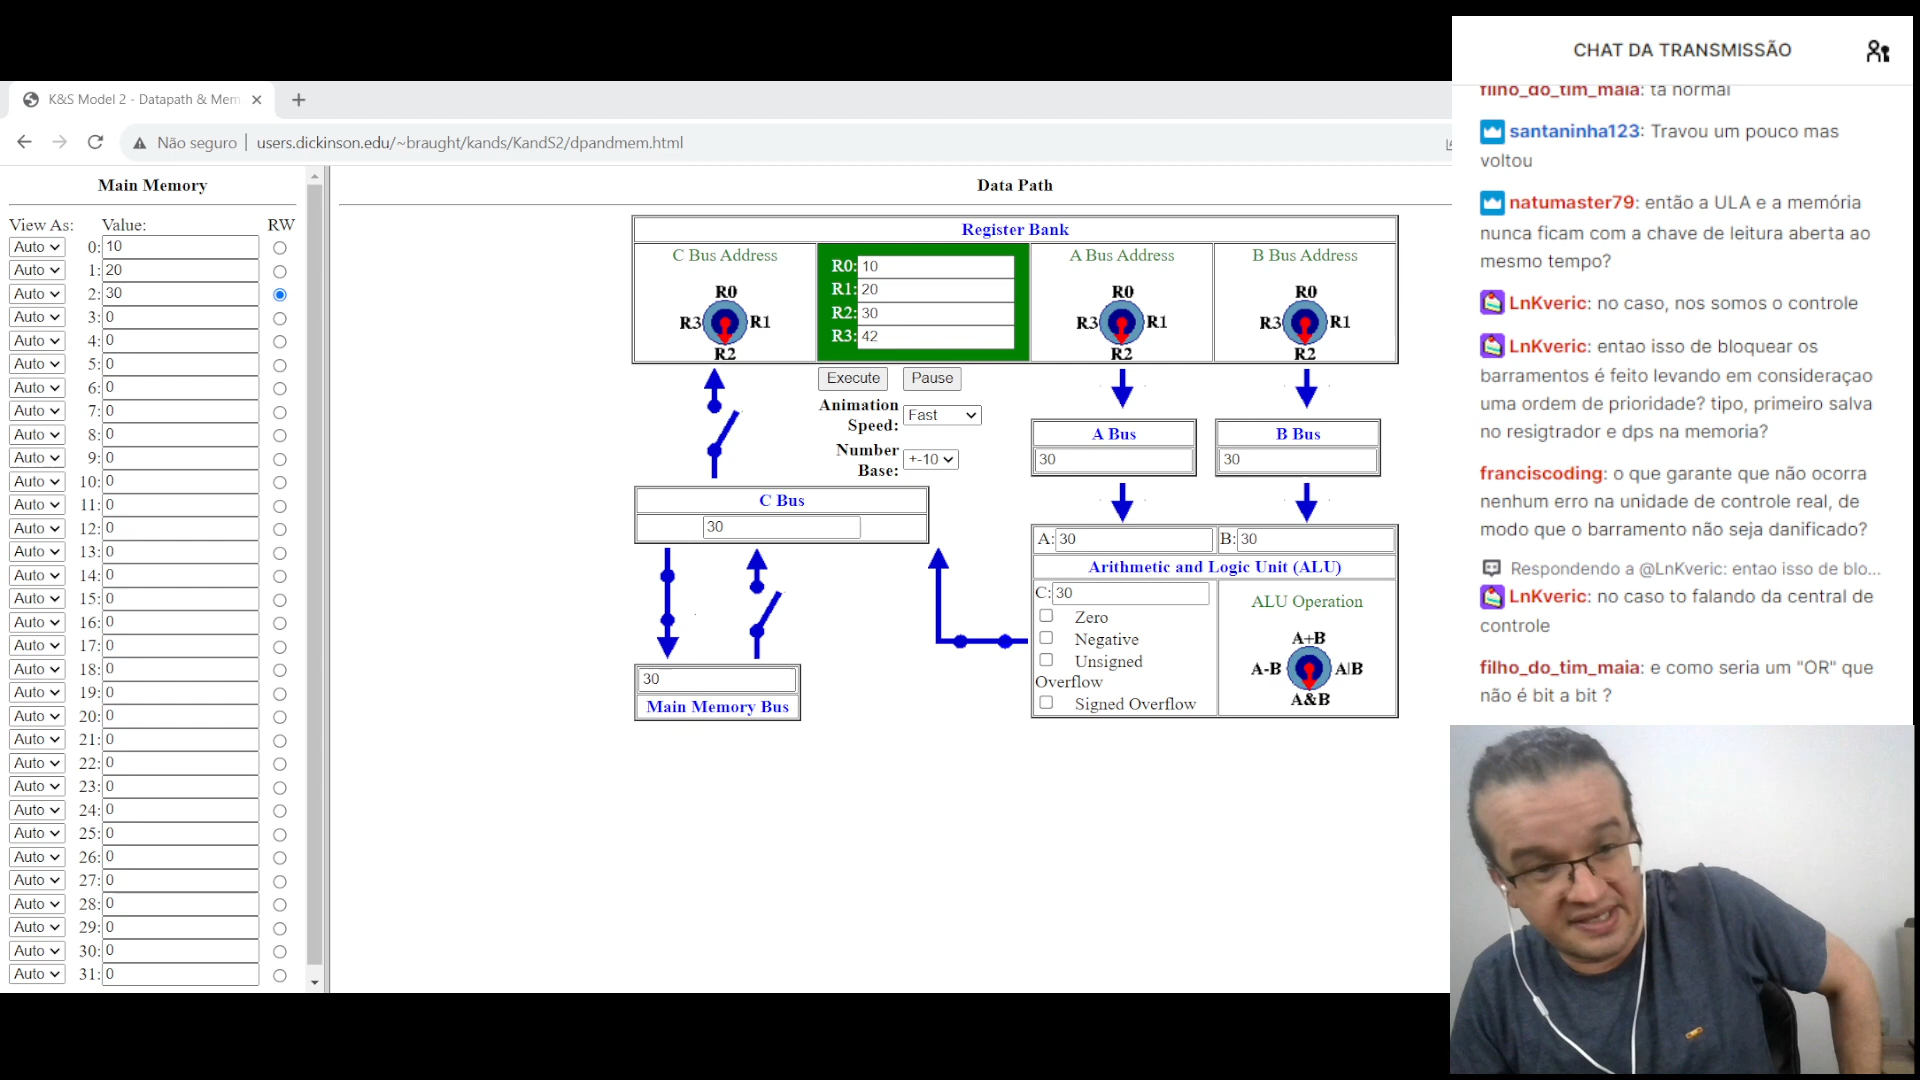 K&S Model 2 - Datapath & Mem
Não seguro
users.dickinson.edu/~braught/kands/KandS2/dpandmem.html
Main Memory
View As: Value: RW
Auto 0: 10
Auto 1: 20
Auto 2: 30
Auto 3: 0
Auto 4: 0
Auto 5: 0
Auto 6: 0
Auto 7: 0
Auto 8: 0
Auto 9: 0
Auto 10: 0
Auto 11: 0
Auto 12: 0
Auto 13: 0
Auto 14: 0
Auto 15: 0
Auto 16: 0
Auto 17: 0
Auto 18: 0
Auto 19: 0
Auto 20: 0
Auto 21: 0
Auto 22: 0
Auto 23: 0
Auto 24: 0
Auto 25: 0
Auto 26: 0
Auto 27: 0
Auto 28: 0
Auto 29: 0
Auto 30: 0
Auto 31: 0
Data Path
Register Bank
C Bus Address
R0
R3 R1
R2
R0: 10
R1: 20
R2: 30
R3: 42
A Bus Address
R0
R3 R1
R2
B Bus Address
R0
R3 R1
R2
Execute Pause
Animation Speed: Fast
Number Base: +-10
A Bus
30
B Bus
30
C Bus
30
A: 30 B: 30
Arithmetic and Logic Unit (ALU)
C: 30
Zero
Negative
Unsigned
Overflow
Signed Overflow
ALU Operation
A+B
A-B A|B
A&B
30
Main Memory Bus
CHAT DA TRANSMISSÃO
filho_do_tim_maia: ta normal
santaninha123: Travou um pouco mas
voltou
natumaster79: então a ULA e a memória
nunca ficam com a chave de leitura aberta ao
mesmo tempo?
LnKveric: no caso, nos somos o controle
LnKveric: entao isso de bloquear os
barramentos é feito levando em consideraçao
uma ordem de prioridade? tipo, primeiro salva
no resigtrador e dps na memoria?
franciscoding: o que garante que não ocorra
nenhum erro na unidade de controle real, de
modo que o barramento não seja danificado?
Respondendo a @LnKveric: entao isso de blo...
LnKveric: no caso to falando da central de
controle
filho_do_tim_maia: e como seria um "OR" que
não é bit a bit ?